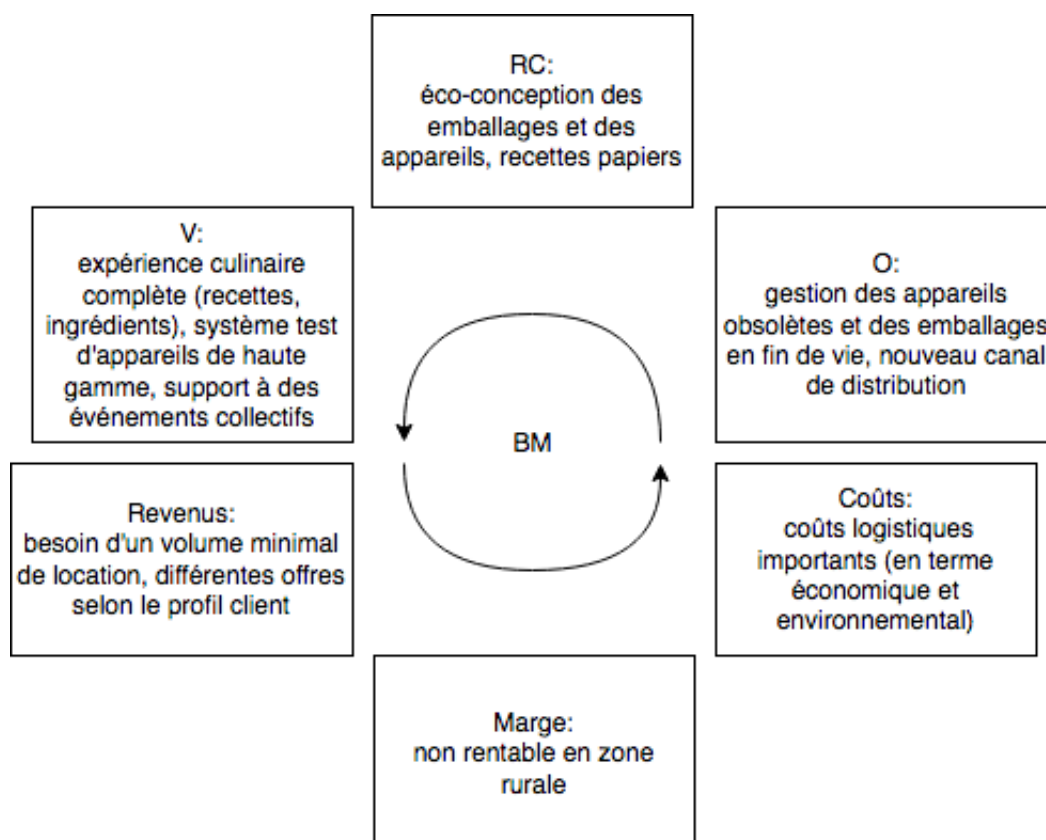 RC:
éco-conception des
emballages et des
appareils, recettes papiers
V:
expérience culinaire
complète (recettes,
ingrédients), système test
d'appareils de haute
gamme, support à des
événements collectifs
O:
gestion des appareils
obsolètes et des emballages
en fin de vie, nouveau canal
de distribution
BM
Revenus:
besoin d'un volume minimal
de location, différentes offres
selon le profil client
Coûts:
coûts logistiques
importants (en terme
économique et
environnemental)
Marge:
non rentable en zone
rurale